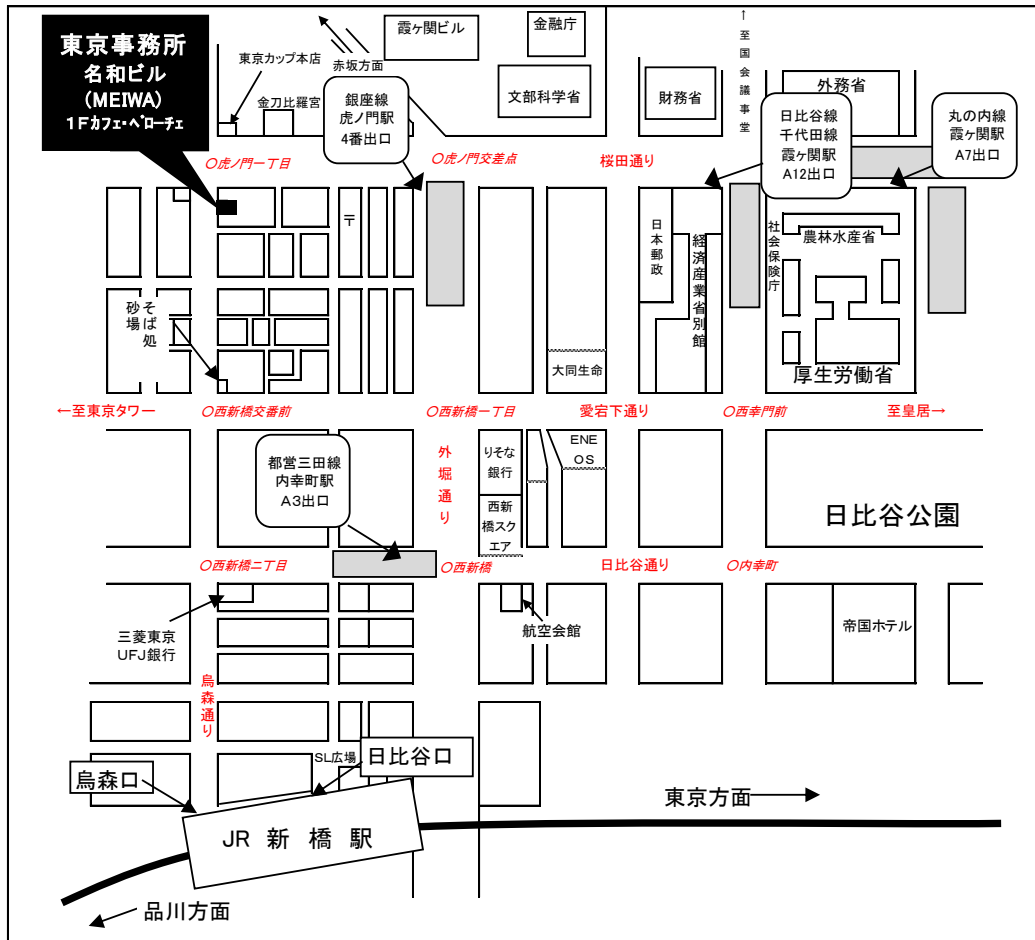 東京事務所
名和ビル
(MEIWA)
1Fカフェ・ベローチェ
東京カップ本店
赤坂方面
金刀比羅宮
霞ヶ関ビル
金融庁
文部科学省
財務省
↑至国会議事堂
外務省
銀座線
虎ノ門駅
4番出口
日比谷線
千代田線
霞ヶ関駅
A12出口
丸の内線
霞ヶ関駅
A7出口
○虎ノ門一丁目
○虎ノ門交差点
桜田通り
〒
日本郵政
経済産業省別館
社会保険庁
農林水産省
そば処
砂場
大同生命
厚生労働省
←至東京タワー
○西新橋交番前
○西新橋一丁目
愛宕下通り
○西幸門前
至皇居→
都営三田線
内幸町駅
A3出口
外堀通り
りそな
銀行
西新
橋スク
エア
ENE
OS
日比谷公園
○西新橋二丁目
○西新橋
日比谷通り
○内幸町
三菱東京
UFJ銀行
航空会館
帝国ホテル
烏森通り
SL広場
日比谷口
烏森口
JR 新 橋 駅
東京方面
品川方面